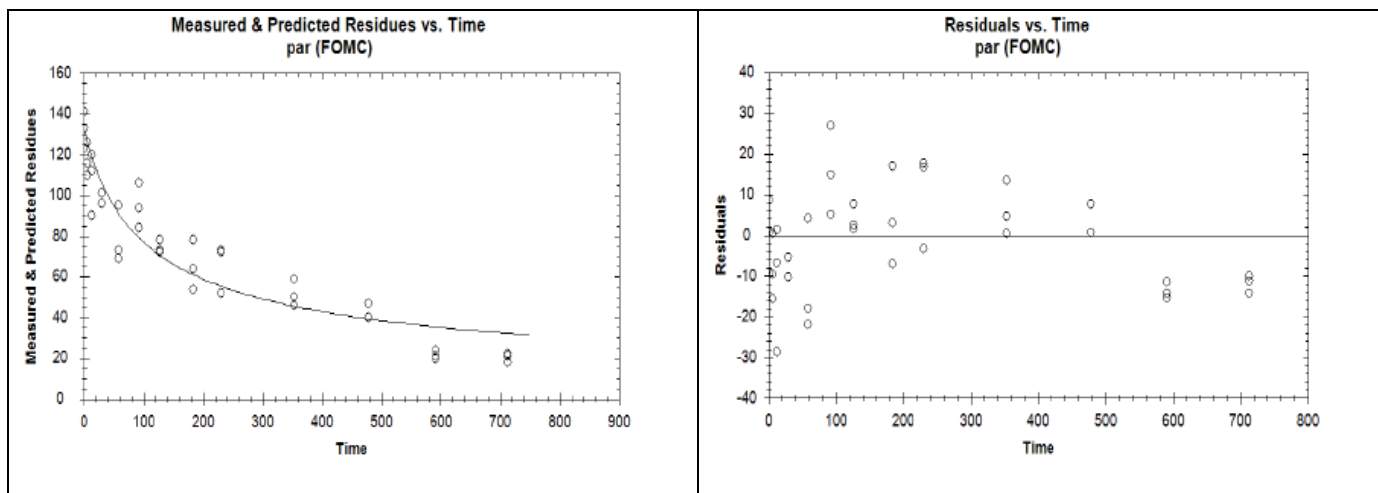 Measured & Predicted Residues vs. Time
par (FOMC)
160
140
120
100
80
60
40
20
0
Measured & Predicted Residues
0 100 200 300 400 500 600 700 800 900
Time
Residuals vs. Time
par (FOMC)
40
30
20
10
0
-10
-20
-30
-40
Residuals
0 100 200 300 400 500 600 700 800
Time